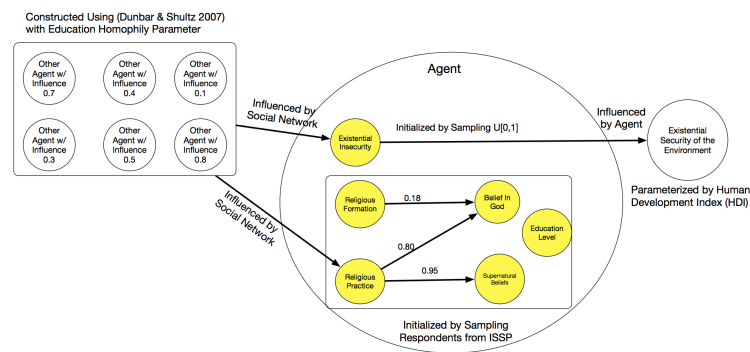 Constructed Using (Dunbar & Shultz 2007)
with Education Homophily Parameter
Other
Agent w/
Influence
0.7
Other
Agent w/
Influence
0.4
Other
Agent w/
Influence
0.1
Other
Agent w/
Influence
0.3
Other
Agent w/
Influence
0.5
Other
Agent w/
Influence
0.8
Influenced by
Social Network
Influenced by
Social Network
Agent
Existential
Insecurity
Initialized by Sampling U[0,1]
Influenced
by Agent
Existential
Security of the
Environment
Parameterized by Human
Development Index (HDI)
Religious
Formation
0.18
Belief In
God
Education
Level
0.80
Religious
Practice
0.95
Supernatural
Beliefs
Initialized by Sampling
Respondents from ISSP